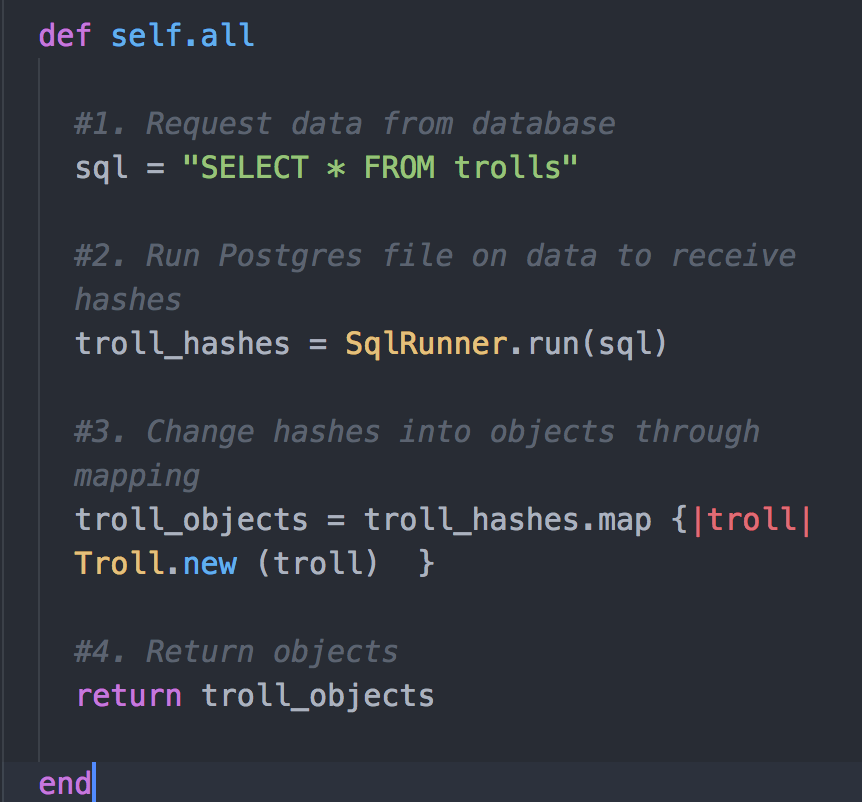 def self.all
#1. Request data from database
sql = "SELECT * FROM trolls"
#2. Run Postgres file on data to receive
hashes
troll_hashes = SqlRunner.run(sql)
#3. Change hashes into objects through
mapping
troll_objects = troll_hashes.map {|troll|
Troll.new (troll)  }
#4. Return objects
return troll_objects
end